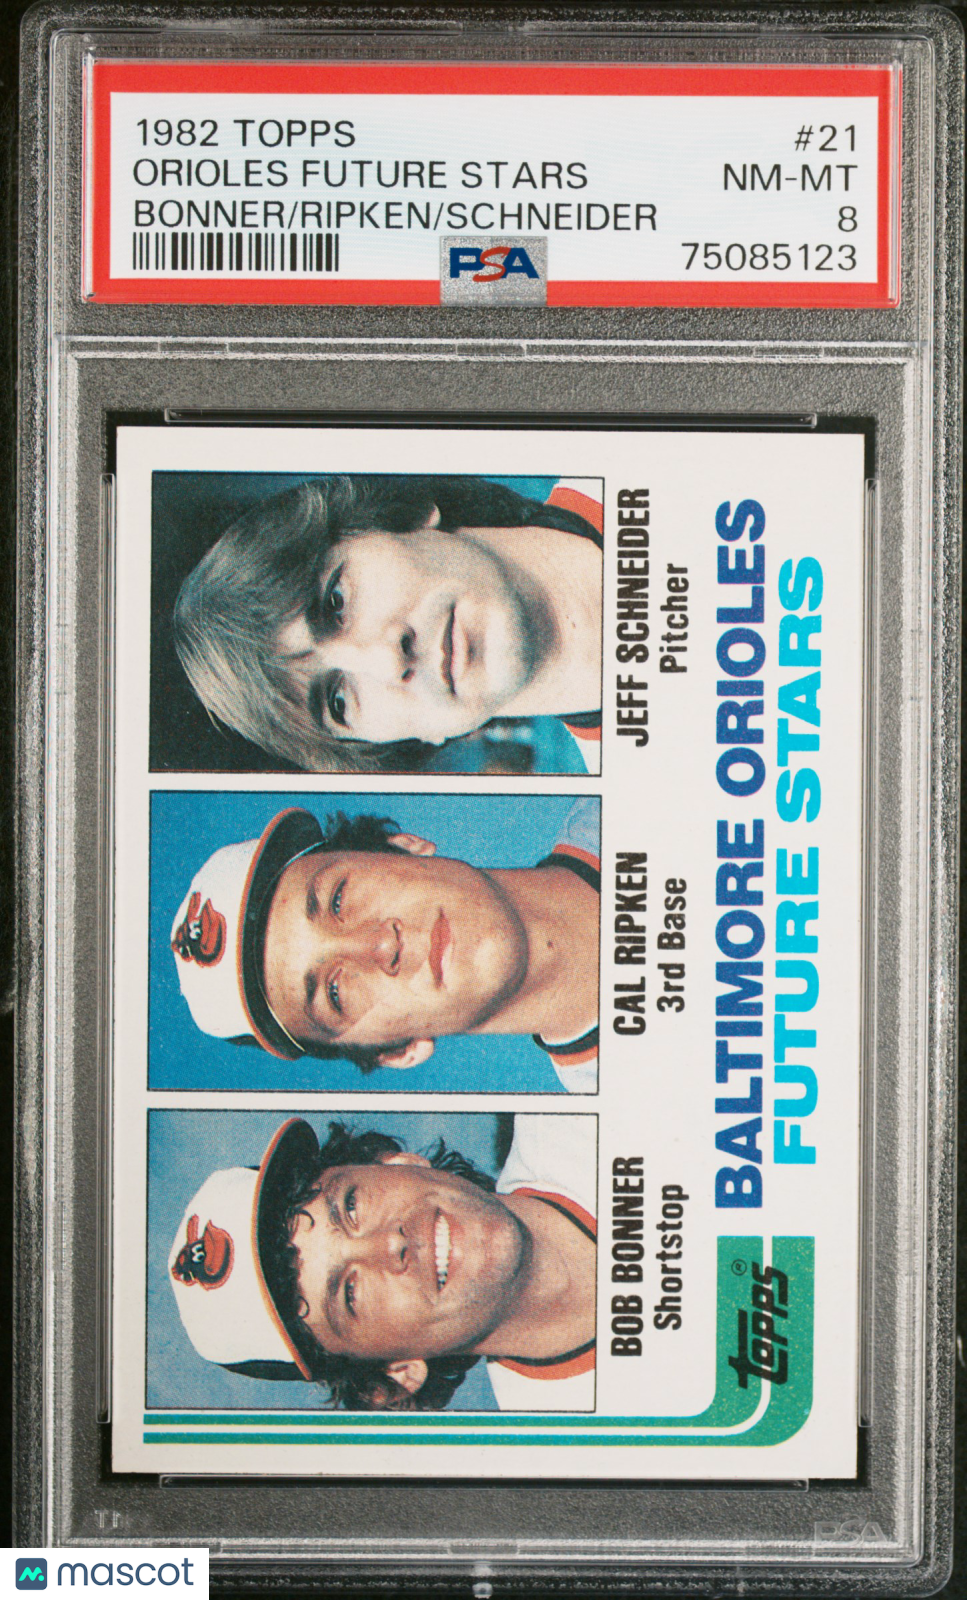 1982 TOPPS #21
ORIOLES FUTURE STARS NM-MT
BONNER/RIPKEN/SCHNEIDER 8
PSA 75085123
BOB BONNER
Shortstop
CAL RIPKEN
3rd Base
JEFF SCHNEIDER
Pitcher
topps®
BALTIMORE ORIOLES
FUTURE STARS
PSA
mascot